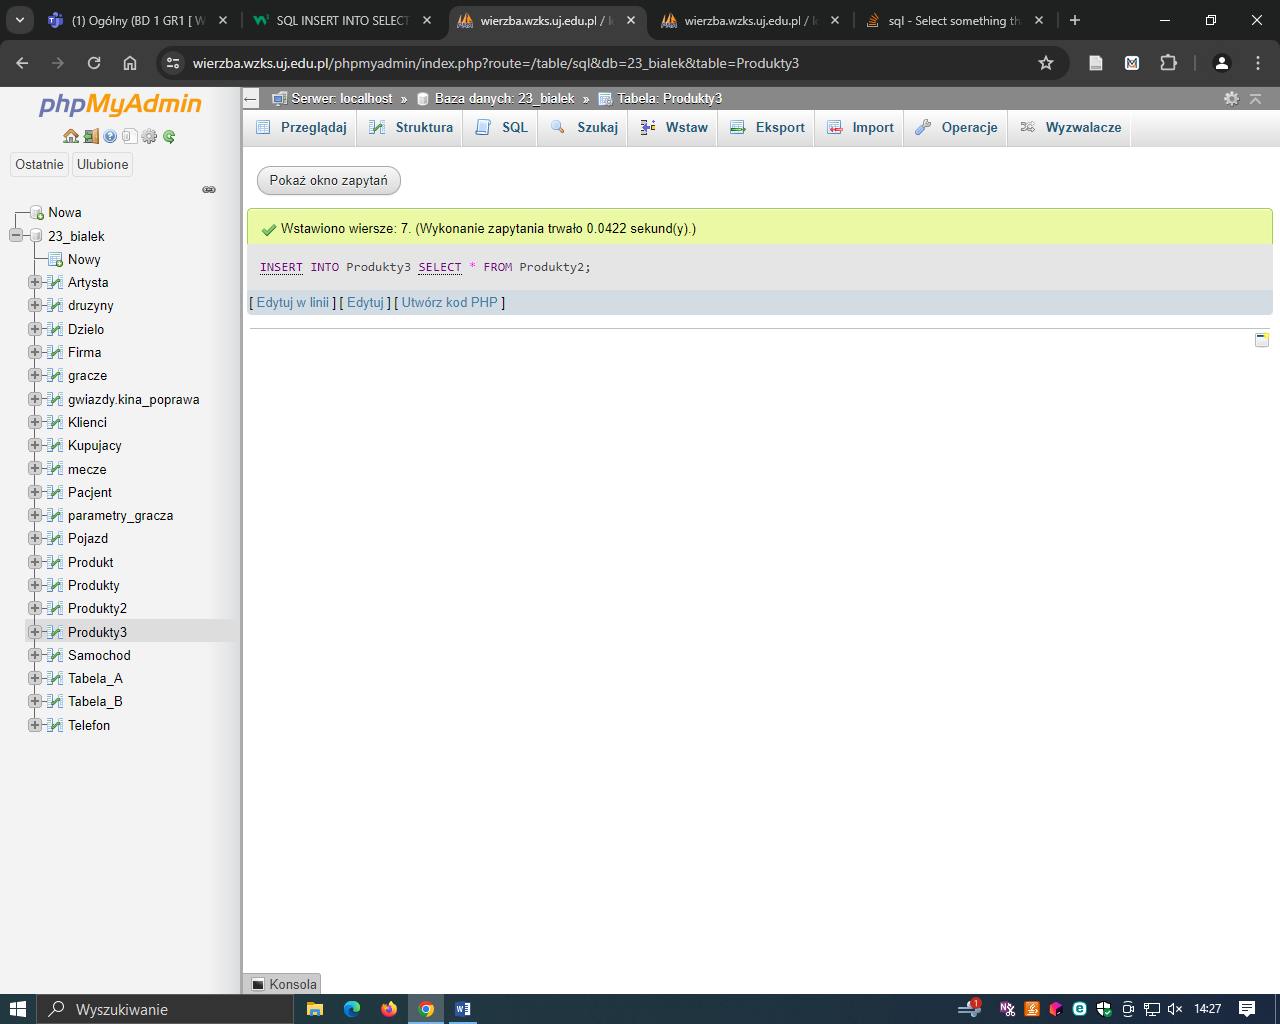 (1) Ogólny (BD 1 GR1 [ W
SQL INSERT INTO SELECT
wierzba.wzks.uj.edu.pl / k
wierzba.wzks.uj.edu.pl / k
sql - Select something th
wierzba.wzks.uj.edu.pl/phpmyadmin/index.php?route=/table/sql&db=23_bialek&table=Produkty3
phpMyAdmin
Ostatnie
Ulubione
Nowa
23_bialek
Nowy
Artysta
druzyny
Dzielo
Firma
gracze
gwiazdy.kina_poprawa
Klienci
Kupujacy
mecze
Pacjent
parametry_gracza
Pojazd
Produkt
Produkty
Produkty2
Produkty3
Samochod
Tabela_A
Tabela_B
Telefon
Serwer: localhost » Baza danych: 23_bialek » Tabela: Produkty3
Przeglądaj Struktura SQL Szukaj Wstaw Eksport Import Operacje Wyzwalacze
Pokaż okno zapytań
Wstawiono wiersze: 7. (Wykonanie zapytania trwało 0.0422 sekund(y).)
INSERT INTO Produkty3 SELECT * FROM Produkty2;
[ Edytuj w linii ] [ Edytuj ] [ Utwórz kod PHP ]
Konsola
Wyszukiwanie
1
14:27